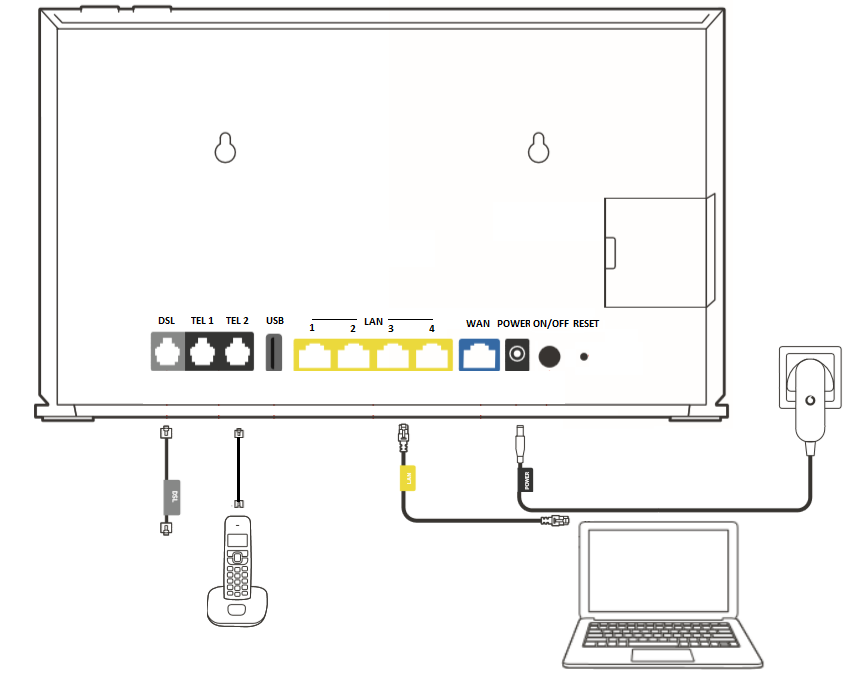 DSL TEL 1 TEL 2 USB LAN WAN POWER ON/OFF RESET
1 2 3 4
DSL
LAN
POWER